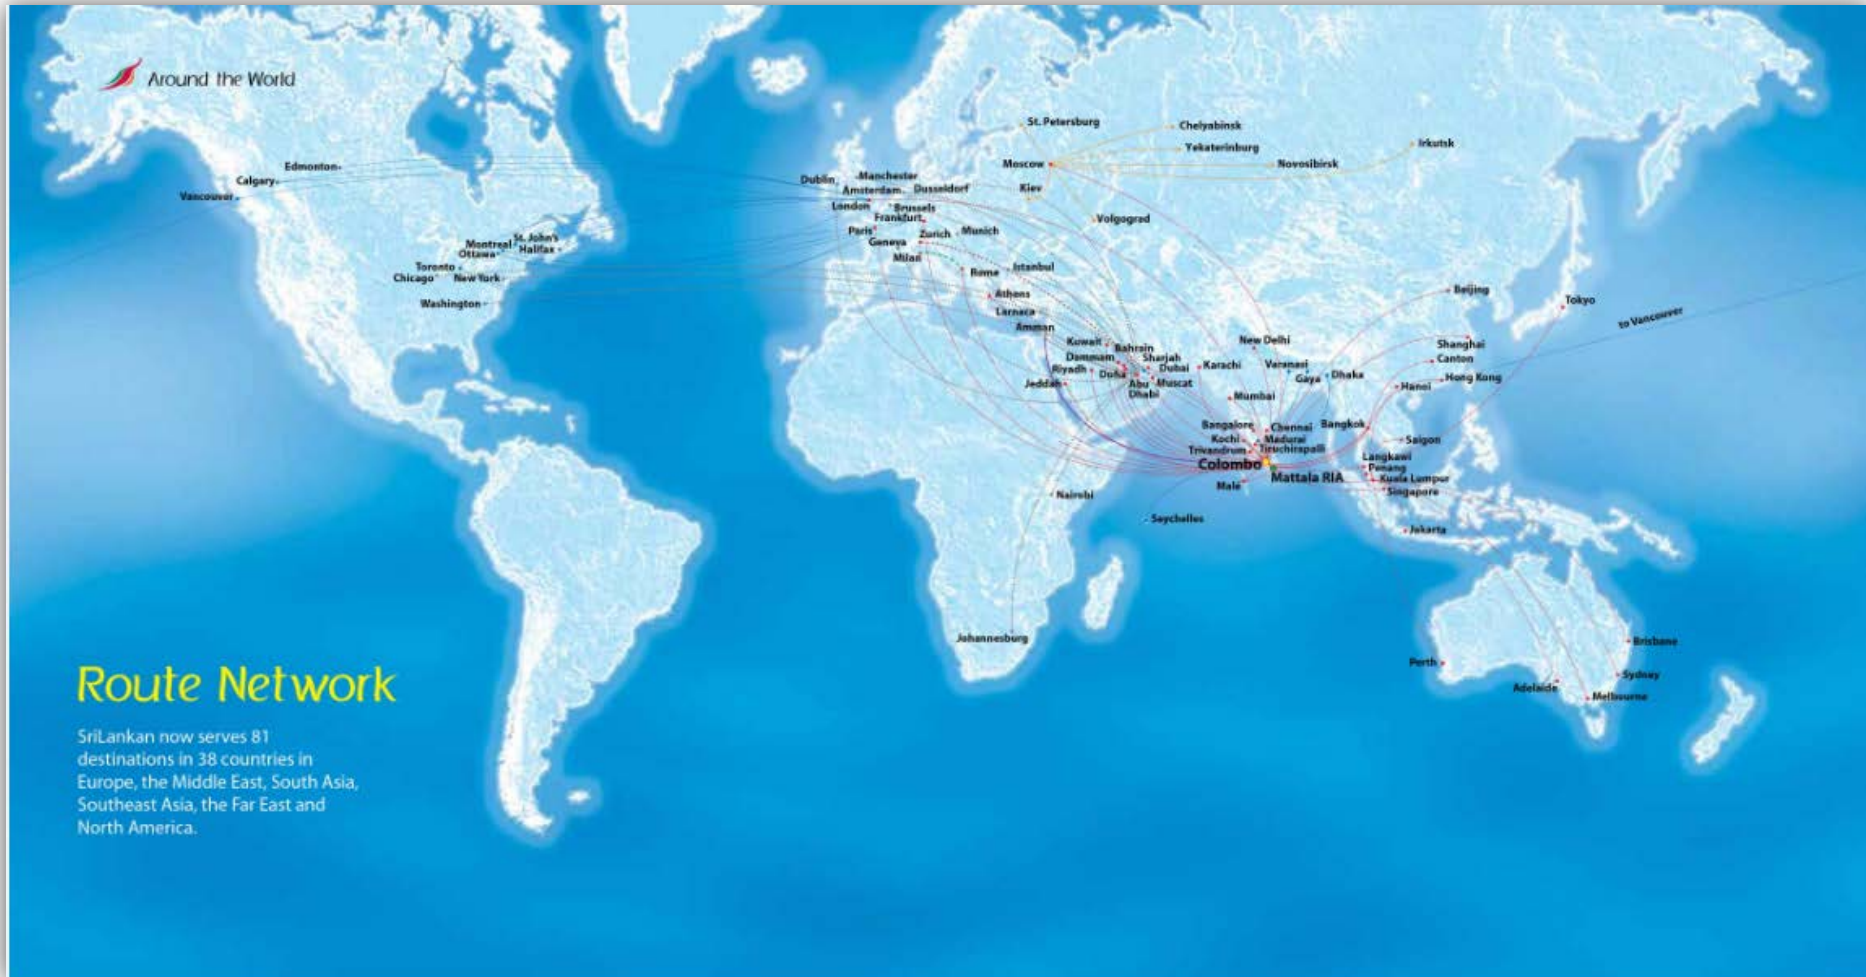 Around the World
St. Petersburg
Chelyabinsk
Yekaterinburg
Irkutsk
Moscow
Novosibirsk
Edmonton
Calgary
Vancouver
Dublin
Manchester
Amsterdam
Dusseldorf
Kiev
London
Brussels
Frankfurt
Volgograd
Paris
Zurich
Munich
Geneva
Milan
Montreal
St. John's
Ottawa
Halifax
Toronto
Chicago
New York
Washington
Rome
Istanbul
Athens
Larnaca
Amman
Beijing
Tokyo
to Vancouver
Kuwait
Bahrain
New Delhi
Shanghai
Dammam
Sharjah
Canton
Riyadh
Doha
Dubai
Karachi
Varanasi
Gaya
Dhaka
Hong Kong
Jeddah
Abu
Dhabi
Muscat
Hanoi
Mumbai
Bangalore
Chennai
Bangkok
Kochi
Madurai
Saigon
Trivandrum
Tiruchirapalli
Colombo
Langkawi
Penang
Mattala RIA
Kuala Lumpur
Male
Singapore
Nairobi
Seychelles
Jakarta
Johannesburg
Brisbane
Perth
Sydney
Adelaide
Melbourne
Route Network
SriLankan now serves 81
destinations in 38 countries in
Europe, the Middle East, South Asia,
Southeast Asia, the Far East and
North America.